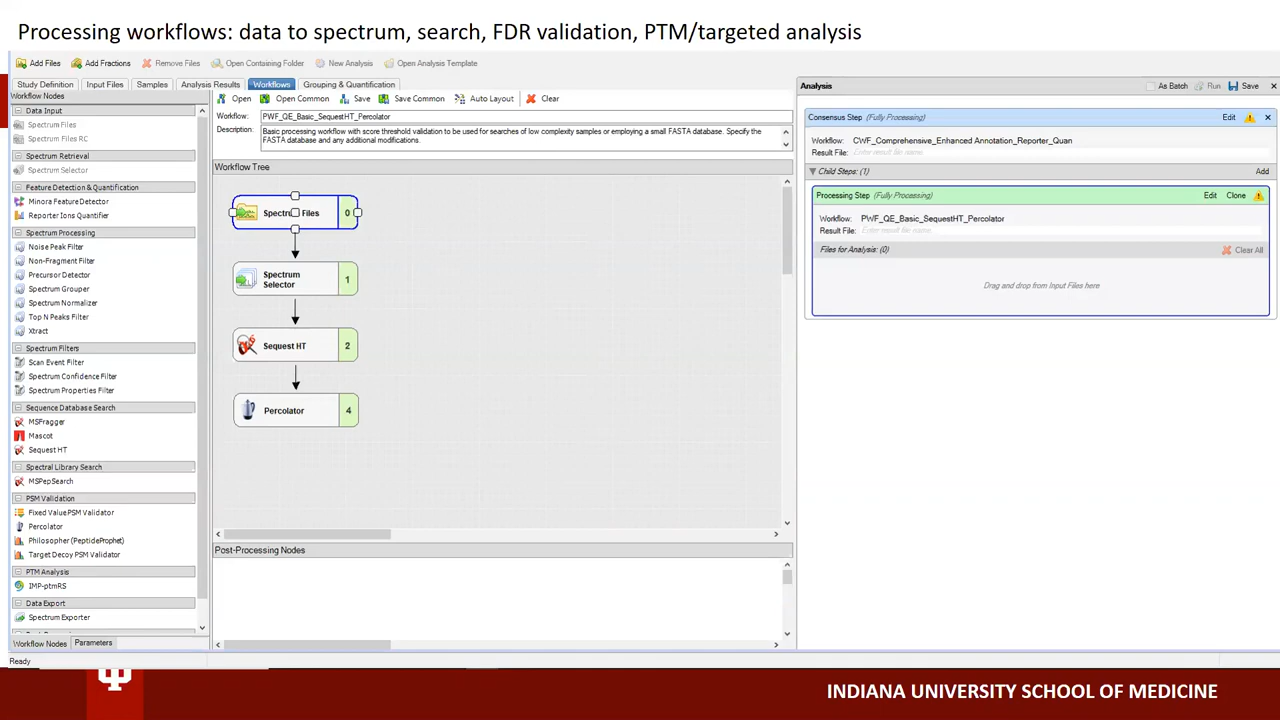 Processing workflows: data to spectrum, search, FDR validation, PTM/targeted analysis
Add Files Add Fractions Remove Files Open Containing Folder New Analysis Open Analysis Template
Study Definition Input Files Samples Analysis Results Workflows Grouping & Quantification
Workflow Nodes
Data Input
Spectrum Files
Spectrum Files RC
Spectrum Retrieval
Spectrum Selector
Feature Detection & Quantification
Minora Feature Detector
Reporter Ions Quantifier
Spectrum Processing
Noise Peak Filter
Non-Fragment Filter
Precursor Detector
Spectrum Grouper
Spectrum Normalizer
Top N Peaks Filter
Xtract
Spectrum Filters
Scan Event Filter
Spectrum Confidence Filter
Spectrum Properties Filter
Sequence Database Search
MSFragger
Mascot
Sequest HT
Spectral Library Search
MSPepSearch
PSM Validation
Fixed Value PSM Validator
Percolator
Philosopher (PeptideProphet)
Target Decoy PSM Validator
PTM Analysis
IMP-ptmRS
Data Export
Spectrum Exporter
Workflow Nodes Parameters
Ready
Open Open Common Save Save Common Auto Layout Clear
Workflow: PWF_QE_Basic_SequestHT_Percolator
Description: Basic processing workflow with score threshold validation to be used for searches of low complexity samples or employing a small FASTA database. Specify the
FASTA database and any additional modifications.
Workflow Tree
Spectrum Files 0
Spectrum
Selector 1
Sequest HT 2
Percolator 4
Post-Processing Nodes
Analysis As Batch Run Save
Consensus Step (Fully Processing) Edit
Workflow: CWF_Comprehensive_Enhanced Annotation_Reporter_Quan
Result File: Enter result file name
Child Steps: (1) Add
Processing Step (Fully Processing) Edit Clone
Workflow: PWF_QE_Basic_SequestHT_Percolator
Result File: Enter result file name
Files for Analysis: (0) Clear All
Drag and drop from Input Files here
INDIANA UNIVERSITY SCHOOL OF MEDICINE